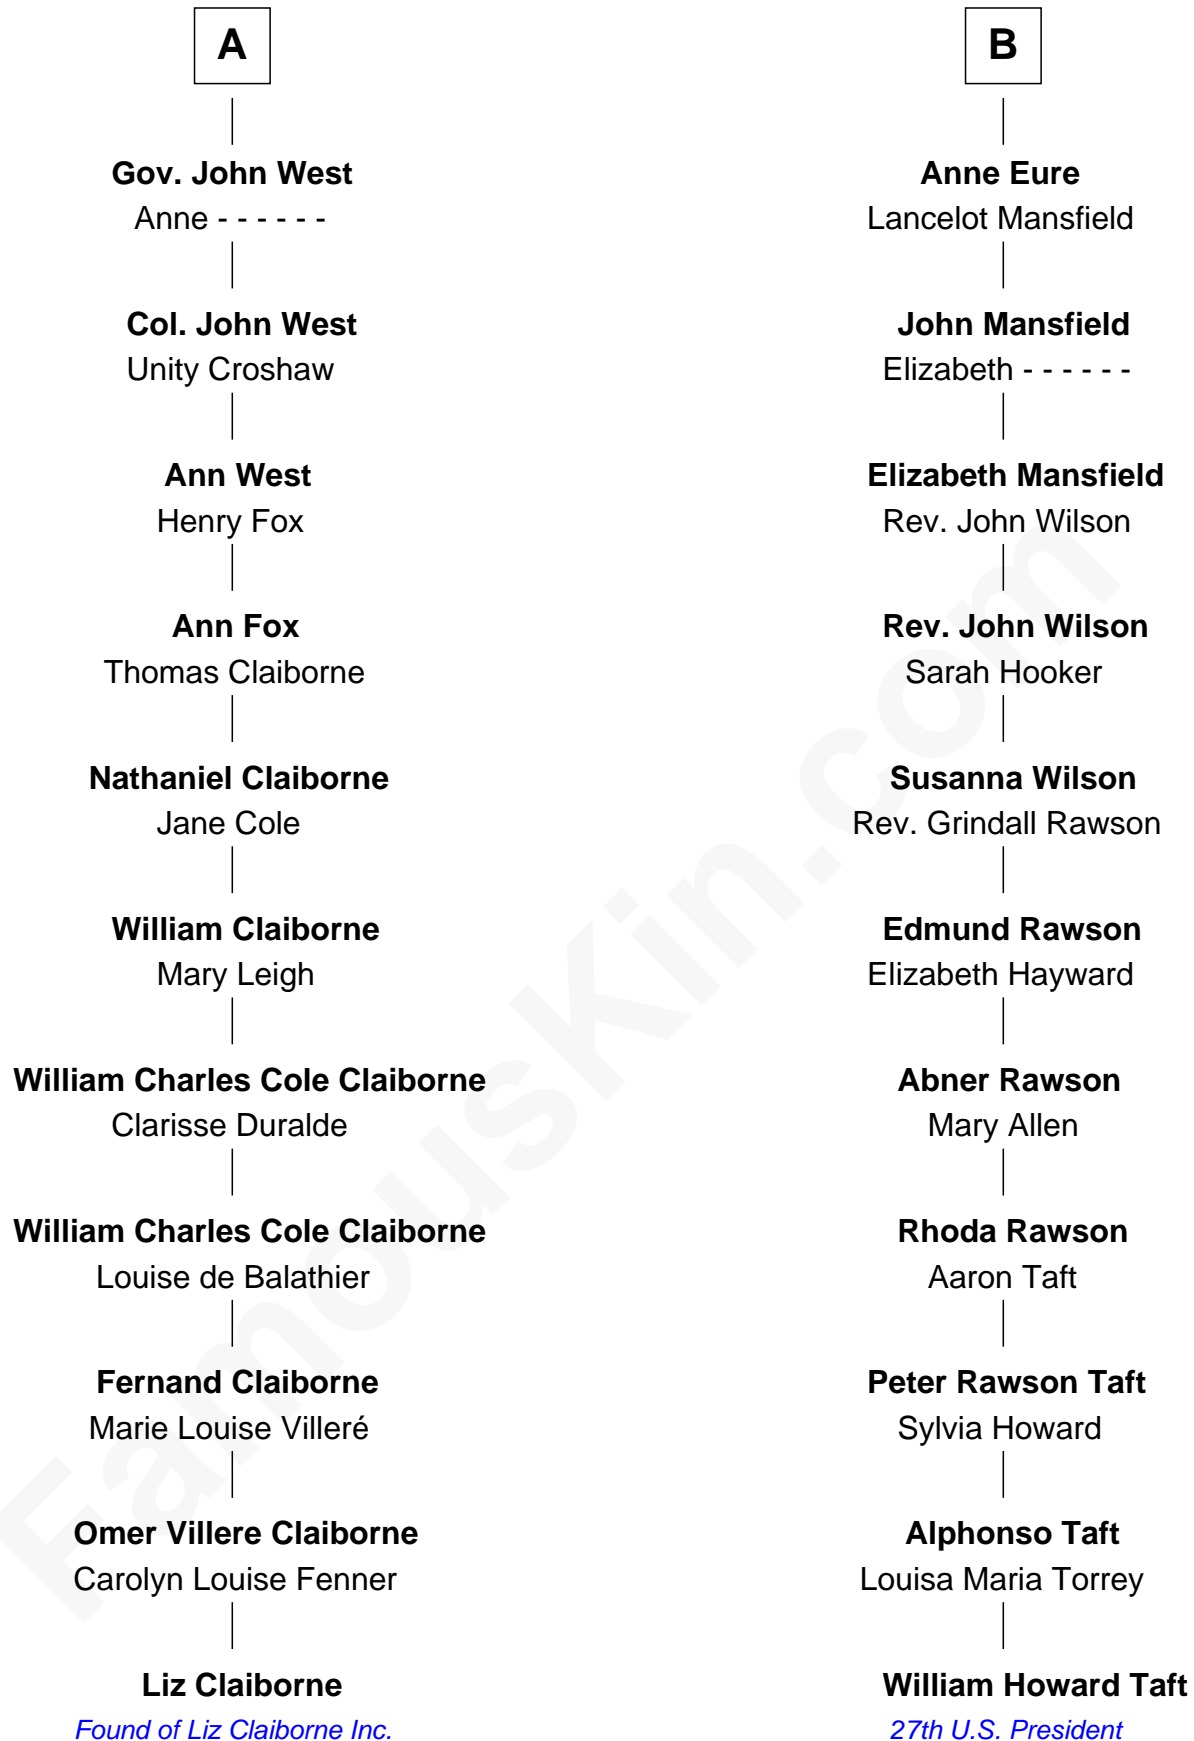 A
Gov. John West
Anne - - - - - -
Col. John West
Unity Croshaw
Ann West
Henry Fox
Ann Fox
Thomas Claiborne
Nathaniel Claiborne
Jane Cole
William Claiborne
Mary Leigh
William Charles Cole Claiborne
Clarisse Duralde
William Charles Cole Claiborne
Louise de Balathier
Fernand Claiborne
Marie Louise Villeré
Omer Villere Claiborne
Carolyn Louise Fenner
Liz Claiborne
Found of Liz Claiborne Inc.
B
Anne Eure
Lancelot Mansfield
John Mansfield
Elizabeth - - - - - -
Elizabeth Mansfield
Rev. John Wilson
Rev. John Wilson
Sarah Hooker
Susanna Wilson
Rev. Grindall Rawson
Edmund Rawson
Elizabeth Hayward
Abner Rawson
Mary Allen
Rhoda Rawson
Aaron Taft
Peter Rawson Taft
Sylvia Howard
Alphonso Taft
Louisa Maria Torrey
William Howard Taft
27th U.S. President
FamousKin.com